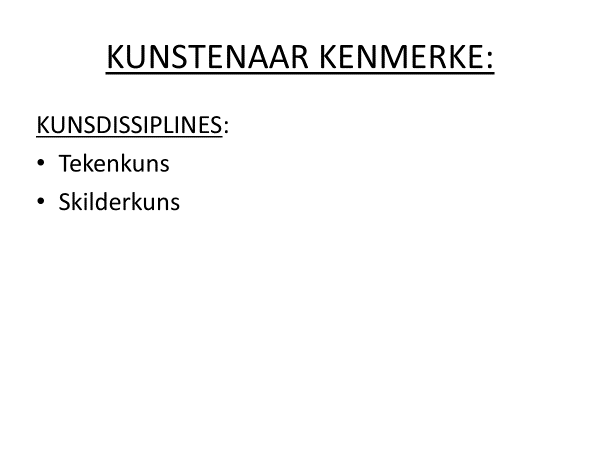 KUNSTENAAR KENMERKE:
KUNSDISSIPLINES:
• Tekenkuns
• Skilderkuns